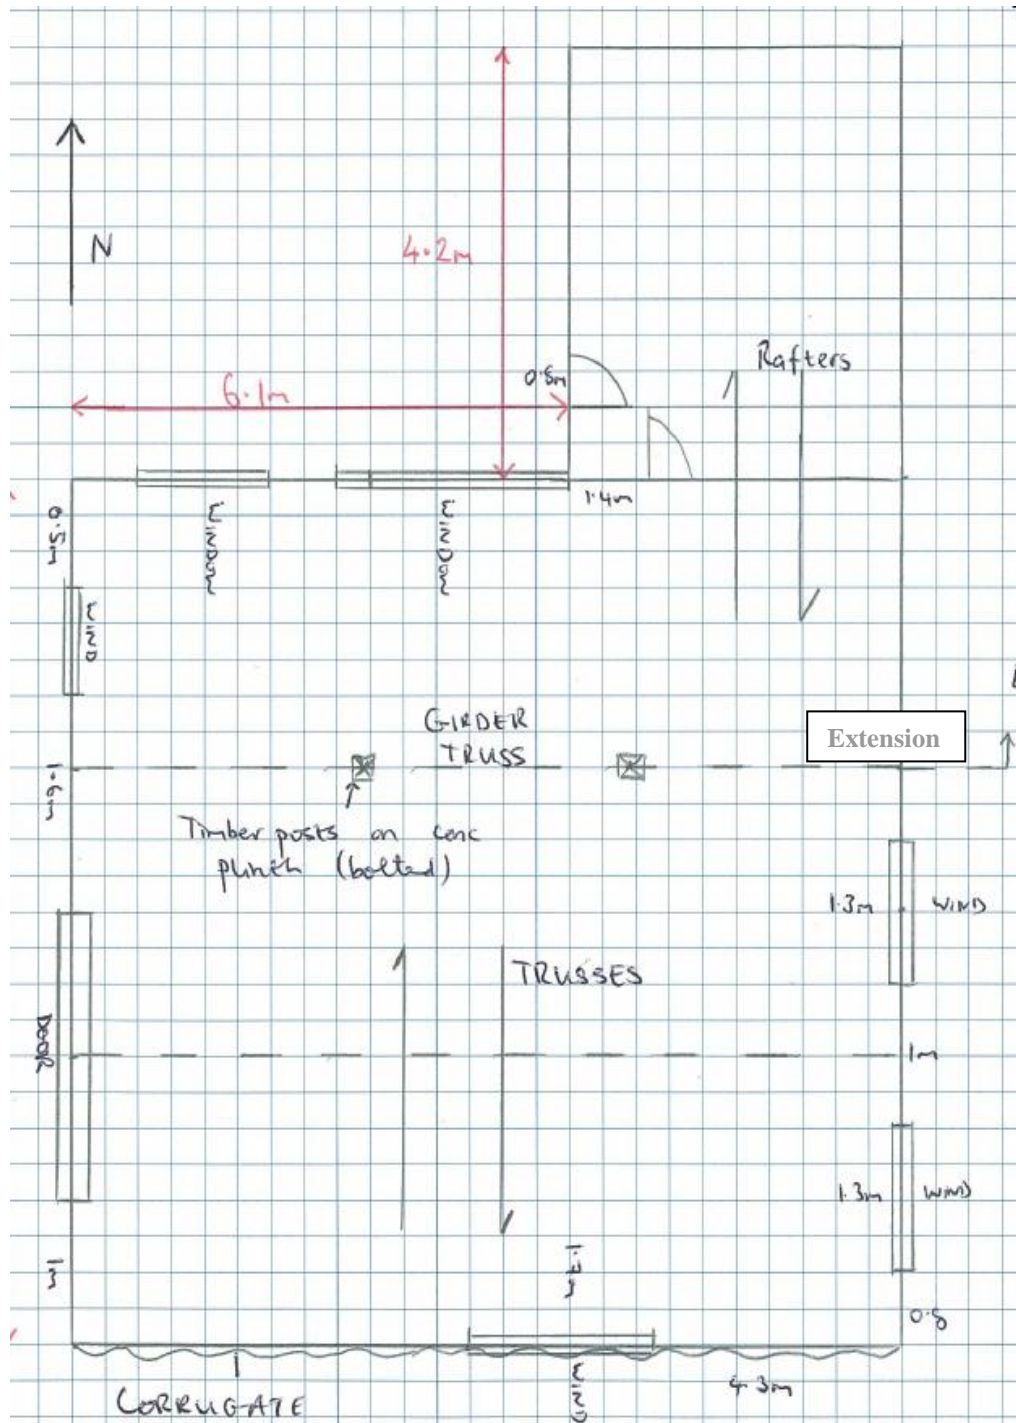 N
4.2m
6.1m
0.8m
Rafters
1.4m
WINDOW
WINDOW
0.5m
WIND
GIRDER
TRUSS
Extension
1.6m
Timber posts on conc
plinth (bolted)
1.3m WIND
TRUSSES
DOOR
1m
1.3m WIND
1m
0.8
WIND
4.3m
CORRUGATE